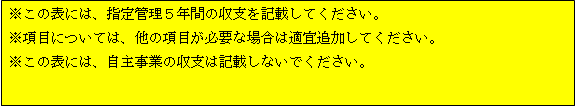 ※この表には、指定管理５年間の収支を記載してください。
※項目については、他の項目が必要な場合は適宜追加してください。
※この表には、自主事業の収支は記載しないでください。